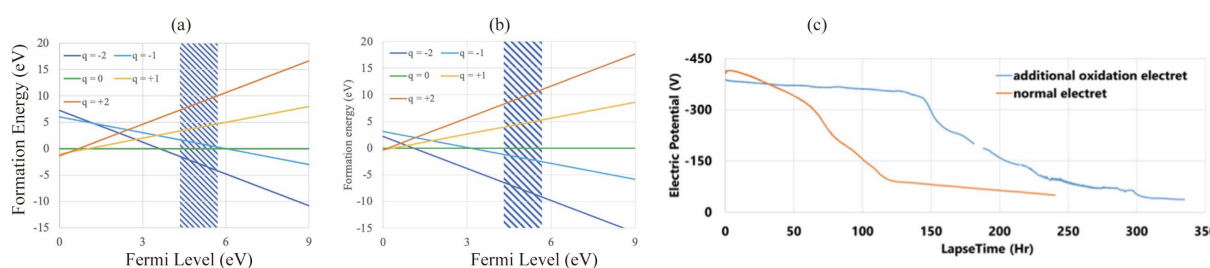 (a)
Formation Energy (eV)
20
15
10
5
0
-5
-10
-15
q = -2
q = -1
q = 0
q = +1
q = +2
0
3
6
9
Fermi Level (eV)
(b)
Formation energy (eV)
20
15
10
5
0
-5
-10
-15
q = -2
q = -1
q = 0
q = +1
q = +2
0
3
6
9
Fermi Level (eV)
(c)
Electric Potential (V)
-450
-300
-150
0
additional oxidation electret
normal electret
0
50
100
150
200
250
300
350
LapseTime (Hr)